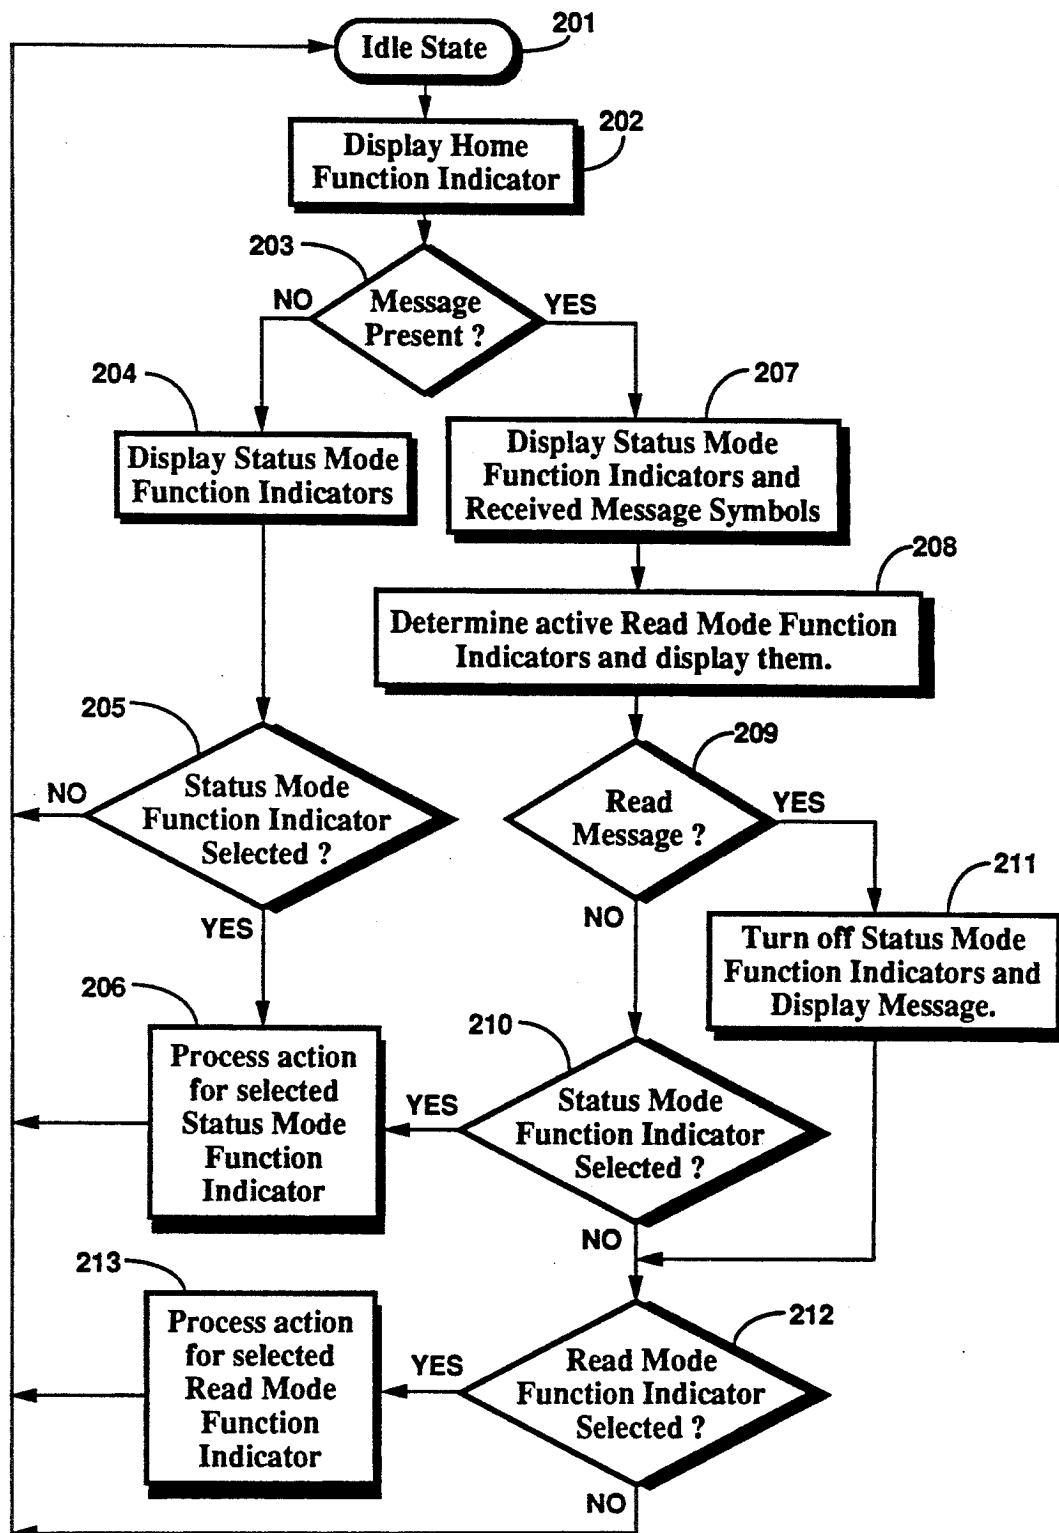 201
Idle State
202
Display Home
Function Indicator
203
Message
Present ?
NO
YES
204
Display Status Mode
Function Indicators
207
Display Status Mode
Function Indicators and
Received Message Symbols
208
Determine active Read Mode Function
Indicators and display them.
205
Status Mode
Function Indicator
Selected ?
NO
YES
209
Read
Message ?
YES
NO
211
Turn off Status Mode
Function Indicators and
Display Message.
206
Process action
for selected
Status Mode
Function
Indicator
210
Status Mode
Function Indicator
Selected ?
YES
NO
213
Process action
for selected
Read Mode
Function
Indicator
212
Read Mode
Function Indicator
Selected ?
YES
NO